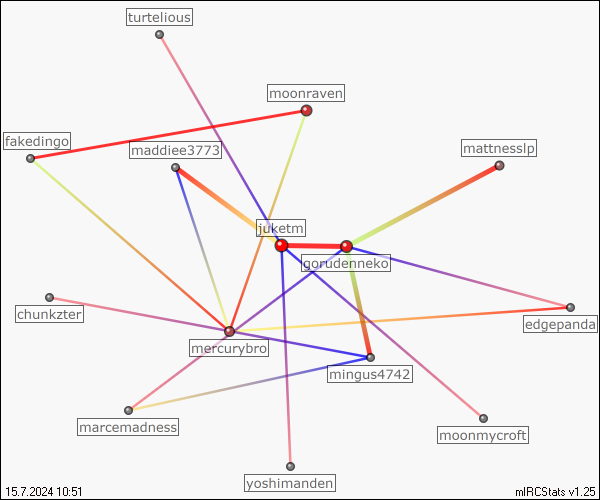 turtelious
moonraven
fakedingo
maddiee3773
mattnesslp
juketm
gorudenneko
chunkzter
edgepanda
mercurybro
mingus4742
marcemadness
moonmycroft
yoshimanden
15.7.2024 10:51
mIRCStats v1.25